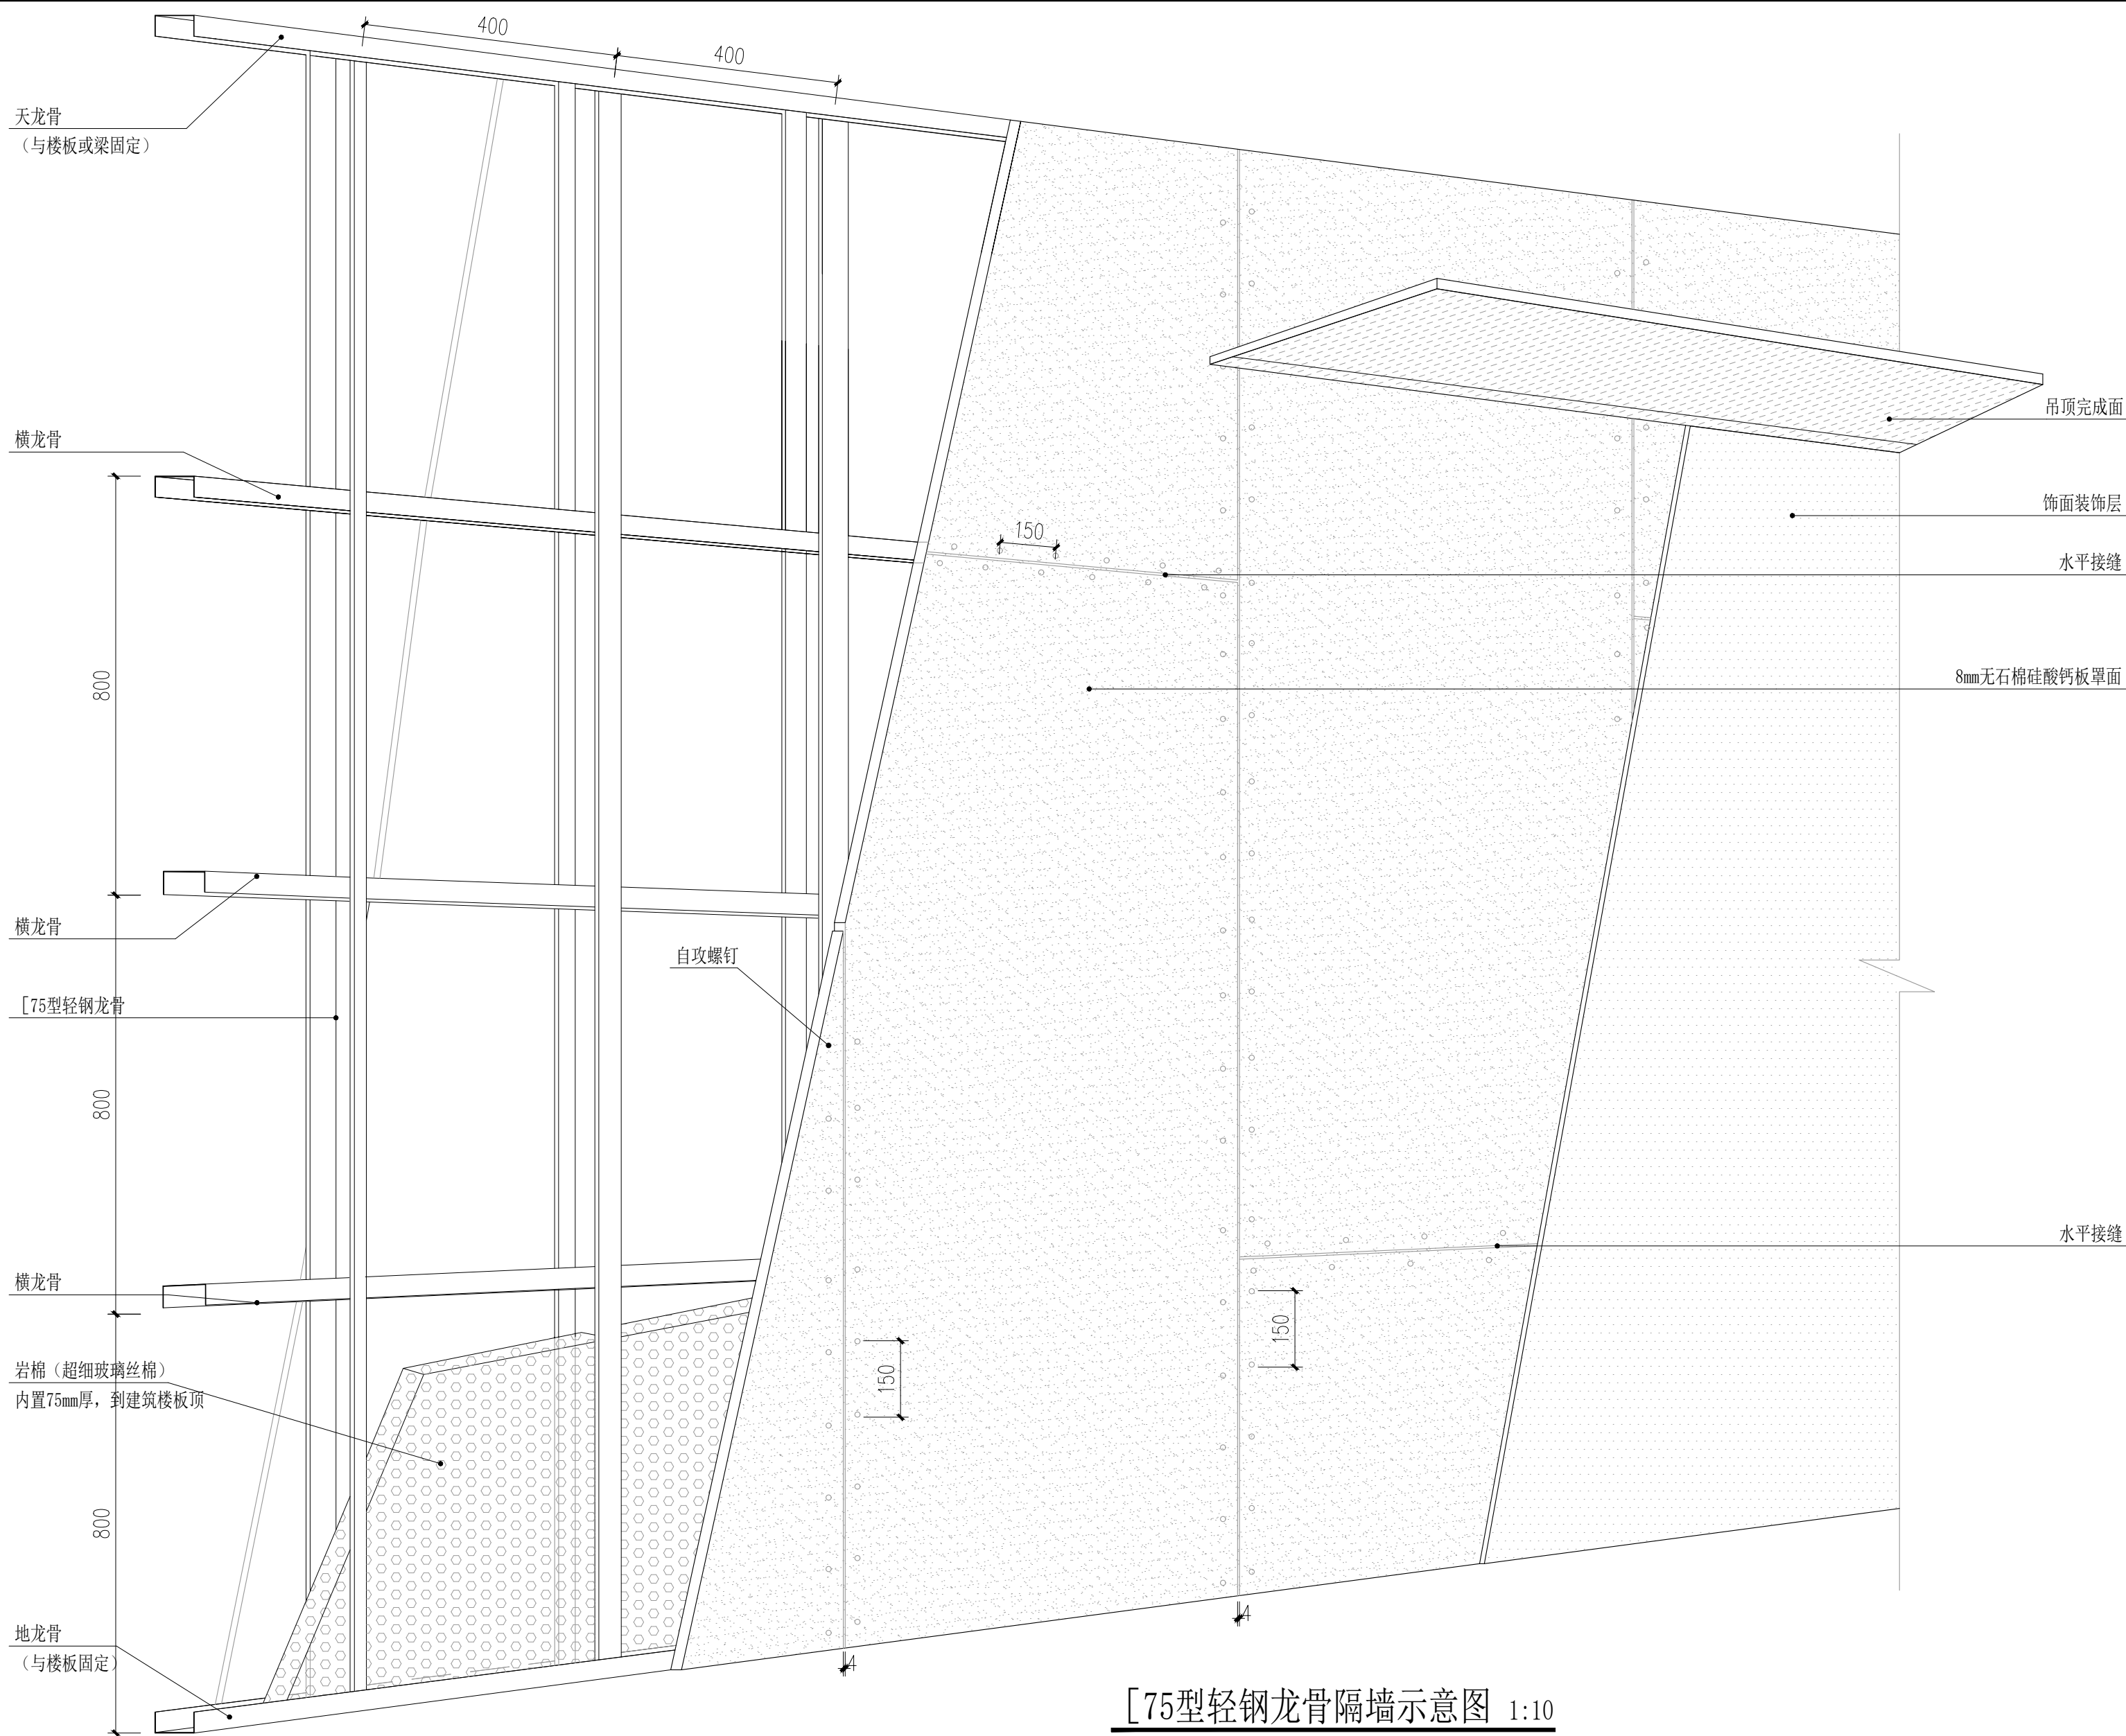 400
400
天龙骨
（与楼板或梁固定）
吊顶完成面
横龙骨
饰面装饰层
150
水平接缝
800
8mm无石棉硅酸钙板罩面
横龙骨
自攻螺钉
[75型轻钢龙骨
800
水平接缝
横龙骨
150
岩棉（超细玻璃丝棉）
内置75mm厚，到建筑楼板顶
150
800
4
地龙骨
（与楼板固定）
4
[75型轻钢龙骨隔墙示意图 1:10